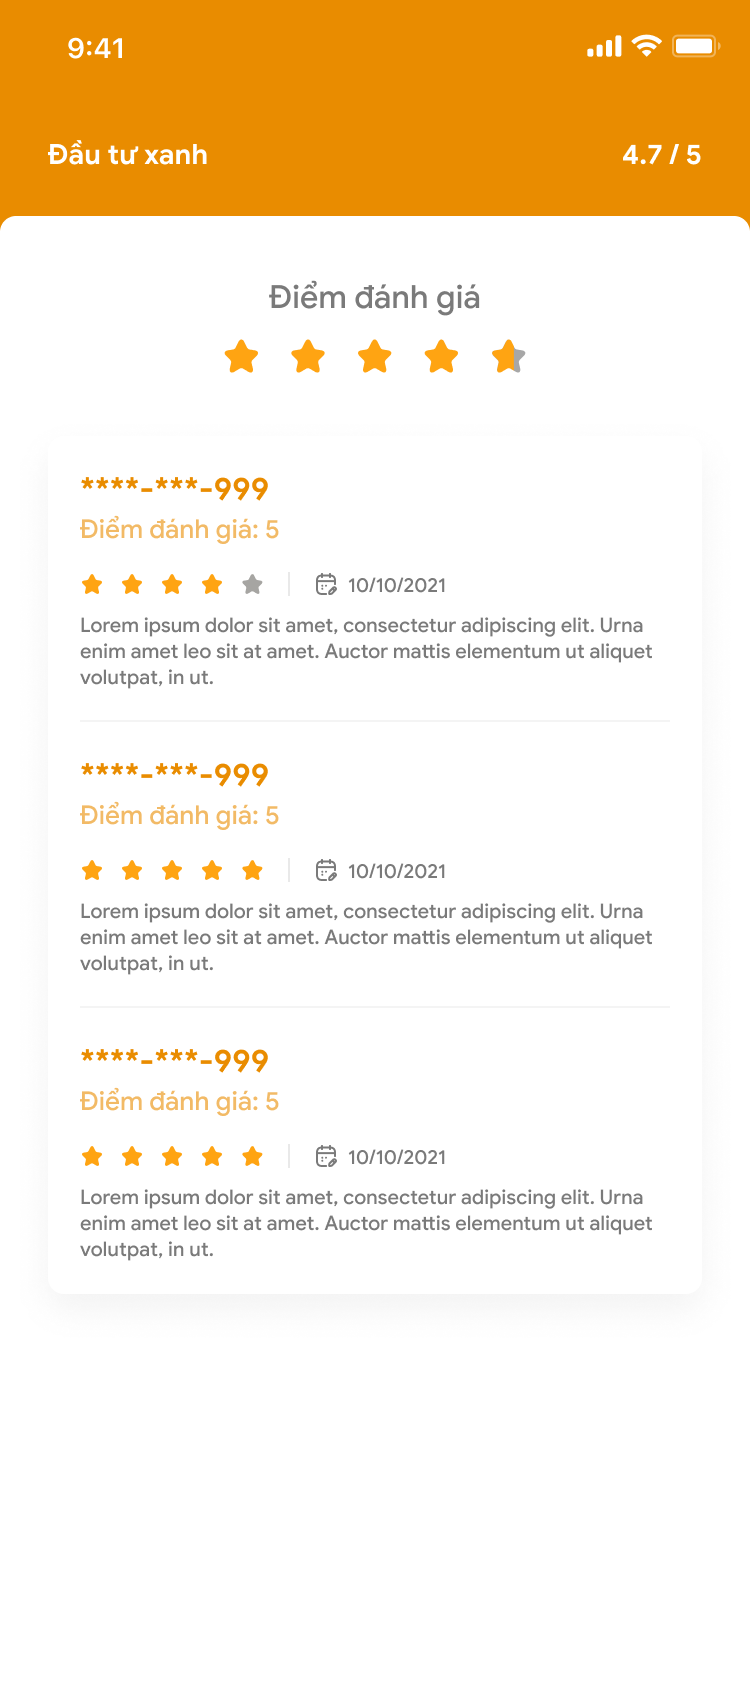 9:41
Đầu tư xanh
4.7 / 5
Điểm đánh giá
****-***-999
Điểm đánh giá: 5
10/10/2021
Lorem ipsum dolor sit amet, consectetur adipiscing elit. Urna
enim amet leo sit at amet. Auctor mattis elementum ut aliquet
volutpat, in ut.
****-***-999
Điểm đánh giá: 5
10/10/2021
Lorem ipsum dolor sit amet, consectetur adipiscing elit. Urna
enim amet leo sit at amet. Auctor mattis elementum ut aliquet
volutpat, in ut.
****-***-999
Điểm đánh giá: 5
10/10/2021
Lorem ipsum dolor sit amet, consectetur adipiscing elit. Urna
enim amet leo sit at amet. Auctor mattis elementum ut aliquet
volutpat, in ut.